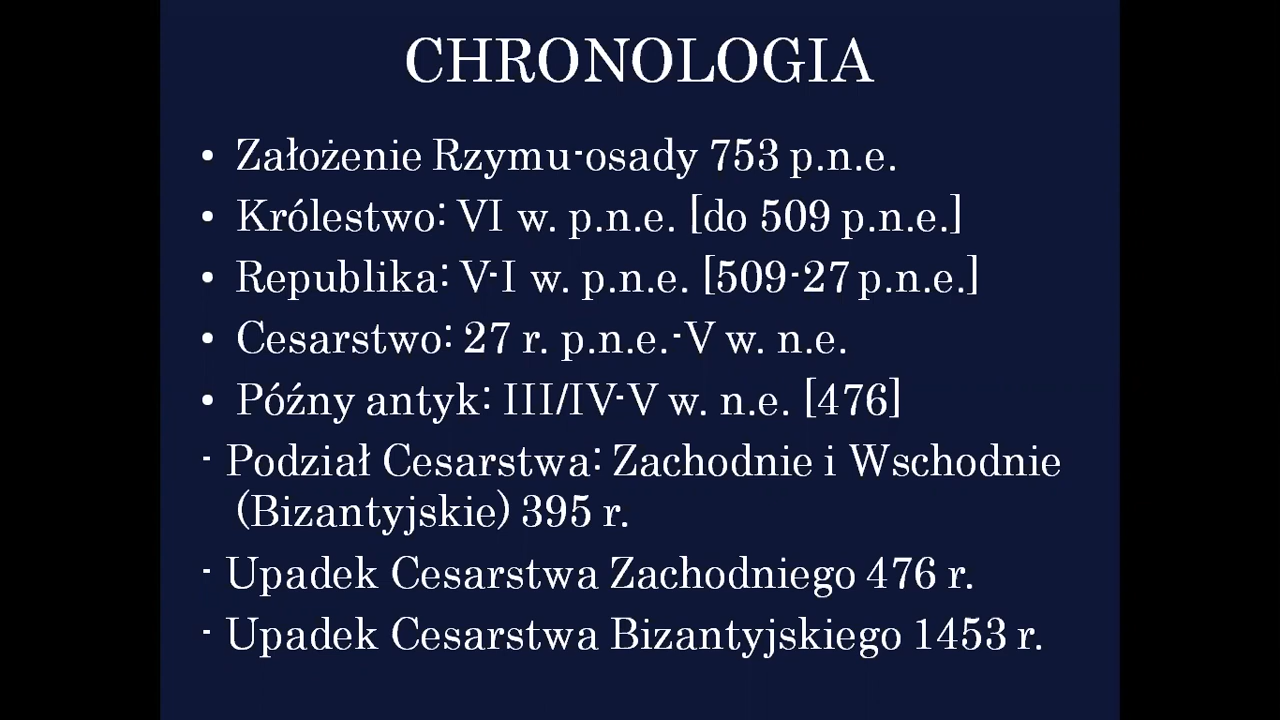 CHRONOLOGIA
• Założenie Rzymu-osady 753 p.n.e.
• Królestwo: VI w. p.n.e. [do 509 p.n.e.]
• Republika: V-I w. p.n.e. [509-27 p.n.e.]
• Cesarstwo: 27 r. p.n.e.-V w. n.e.
• Późny antyk: III/IV-V w. n.e. [476]
- Podział Cesarstwa: Zachodnie i Wschodnie
(Bizantyjskie) 395 r.
- Upadek Cesarstwa Zachodniego 476 r.
- Upadek Cesarstwa Bizantyjskiego 1453 r.